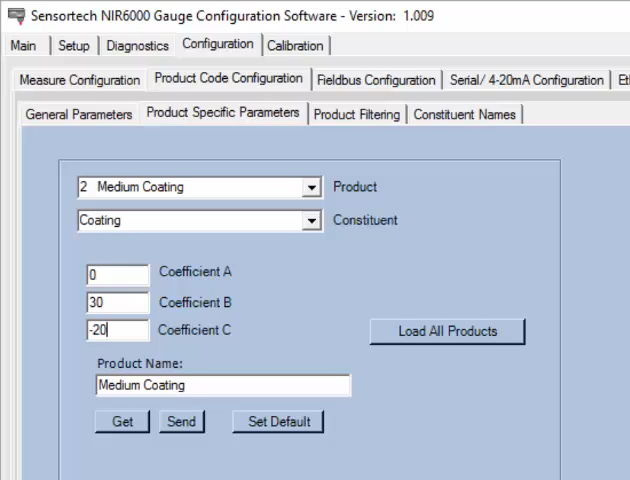 Sensortech NIR6000 Gauge Configuration Software - Version:  1.009
Main Setup Diagnostics Configuration Calibration
Measure Configuration Product Code Configuration Fieldbus Configuration Serial/ 4-20mA Configuration
General Parameters Product Specific Parameters Product Filtering Constituent Names
2  Medium Coating Product
Coating Constituent
0 Coefficient A
30 Coefficient B
-20 Coefficient C
Load All Products
Product Name:
Medium Coating
Get Send Set Default